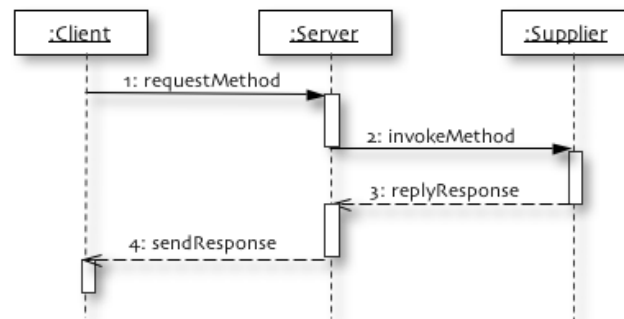 :Client
:Server
:Supplier
1: requestMethod
2: invokeMethod
3: replyResponse
4: sendResponse